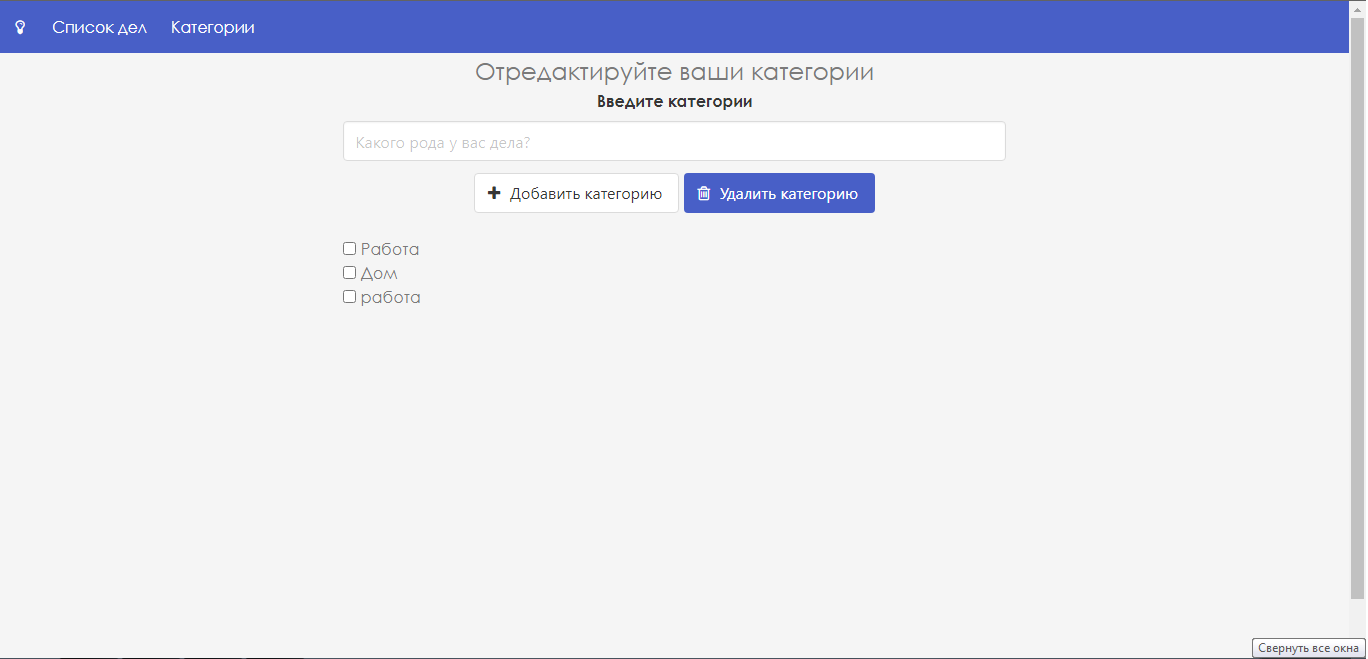 Список дел Категории
Отредактируйте ваши категории
Введите категории
Какого рода у вас дела?
Добавить категорию Удалить категорию
Работа
Дом
работа
Свернуть все окна